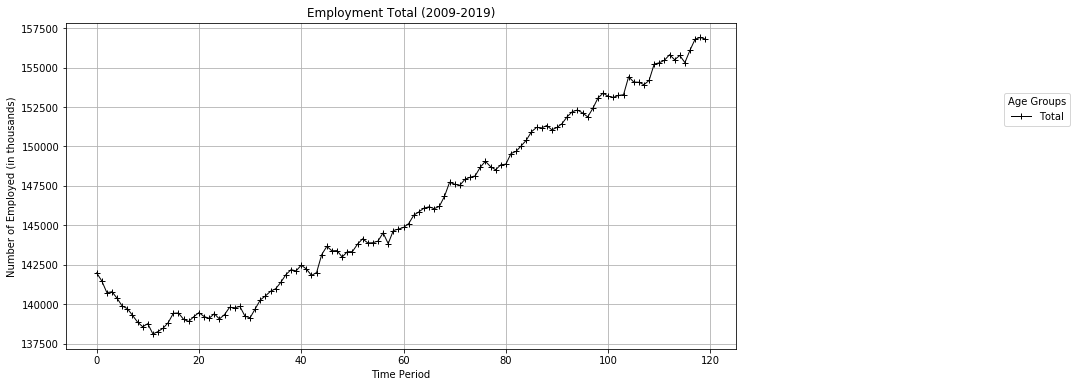 Employment Total (2009-2019)
Number of Employed (in thousands)
157500
155000
152500
150000
147500
145000
142500
140000
137500
0 20 40 60 80 100 120
Time Period
Age Groups
Total